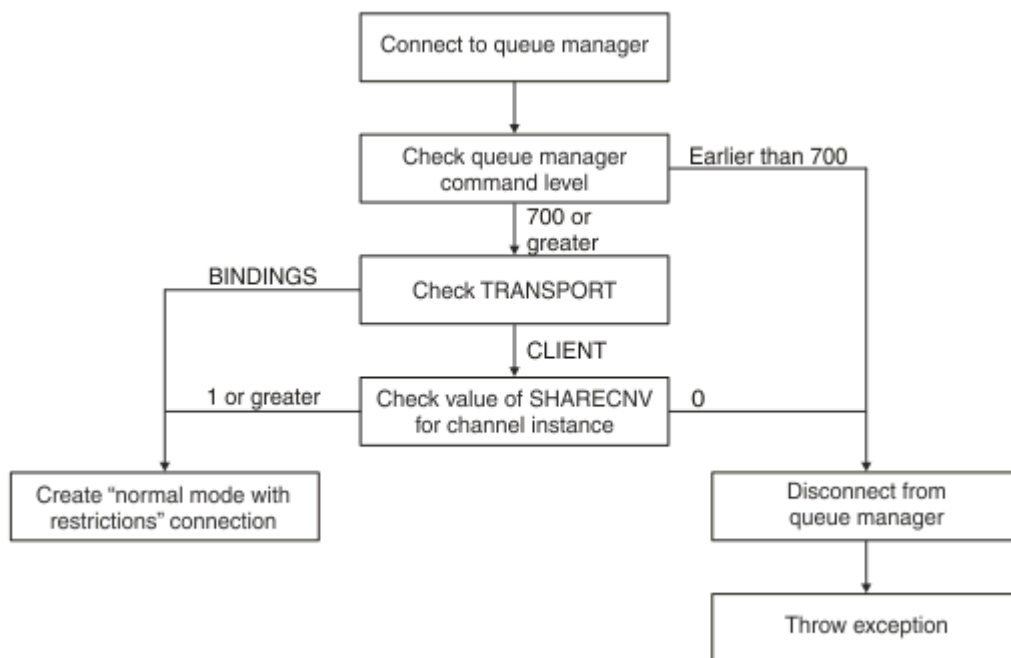 Connect to queue manager
Check queue manager
command level
Earlier than 700
700 or
greater
BINDINGS
Check TRANSPORT
CLIENT
1 or greater
Check value of SHARECNV
for channel instance
0
Create “normal mode with
restrictions” connection
Disconnect from
queue manager
Throw exception